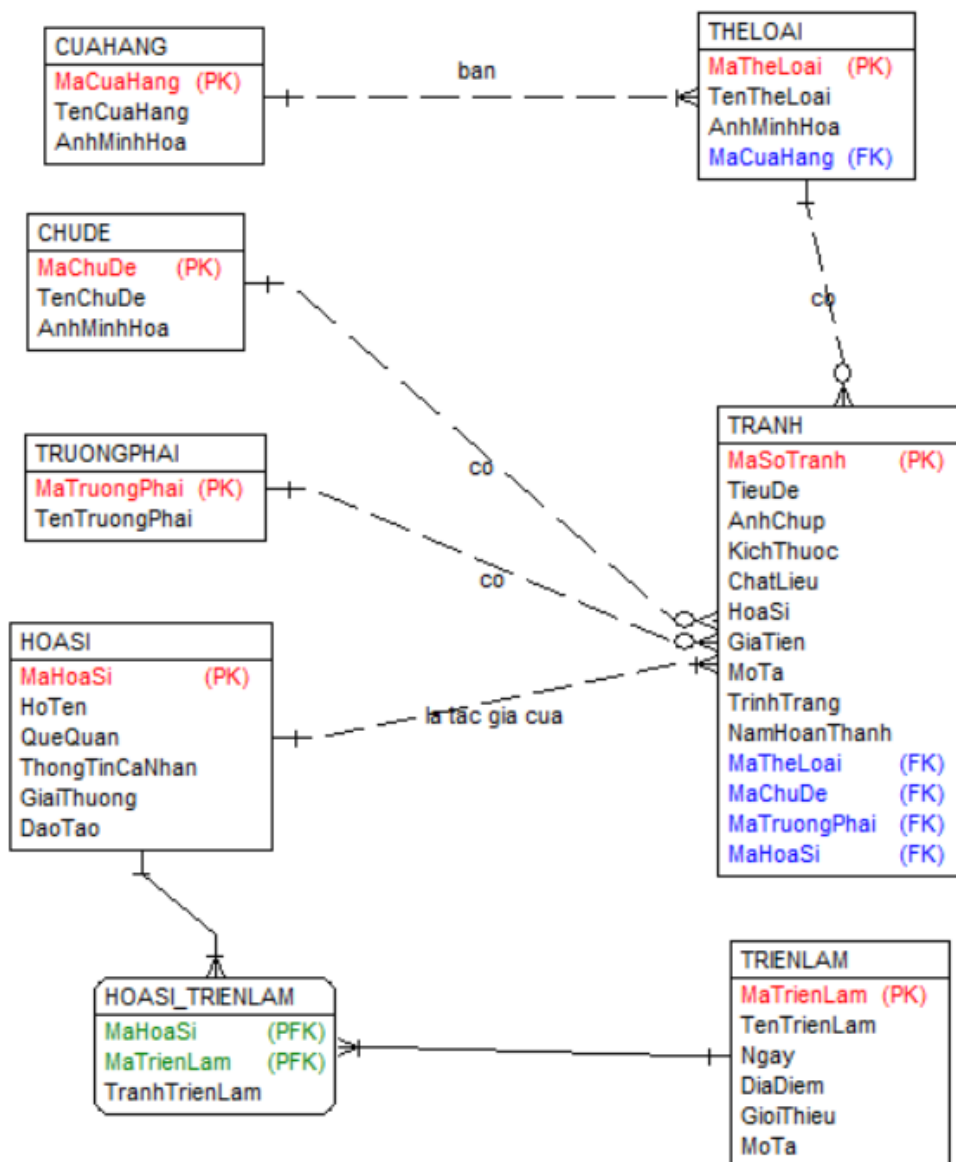 CUAHANG
MaCuaHang (PK)
TenCuaHang
AnhMinhHoa
ban
THELOAI
MaTheLoai (PK)
TenTheLoai
AnhMinhHoa
MaCuaHang (FK)
CHUDE
MaChuDe (PK)
TenChuDe
AnhMinhHoa
co
TRUONGPHAI
MaTruongPhai (PK)
TenTruongPhai
co
co
TRANH
MaSoTranh (PK)
TieuDe
AnhChup
KichThuoc
ChatLieu
HoaSi
GiaTien
MoTa
TrinhTrang
NamHoanThanh
MaTheLoai (FK)
MaChuDe (FK)
MaTruongPhai (FK)
MaHoaSi (FK)
HOASI
MaHoaSi (PK)
HoTen
QueQuan
ThongTinCaNhan
GiaiThuong
DaoTao
la tac gia cua
HOASI_TRIENLAM
MaHoaSi (PFK)
MaTrienLam (PFK)
TranhTrienLam
TRIENLAM
MaTrienLam (PK)
TenTrienLam
Ngay
DiaDiem
GioiThieu
MoTa